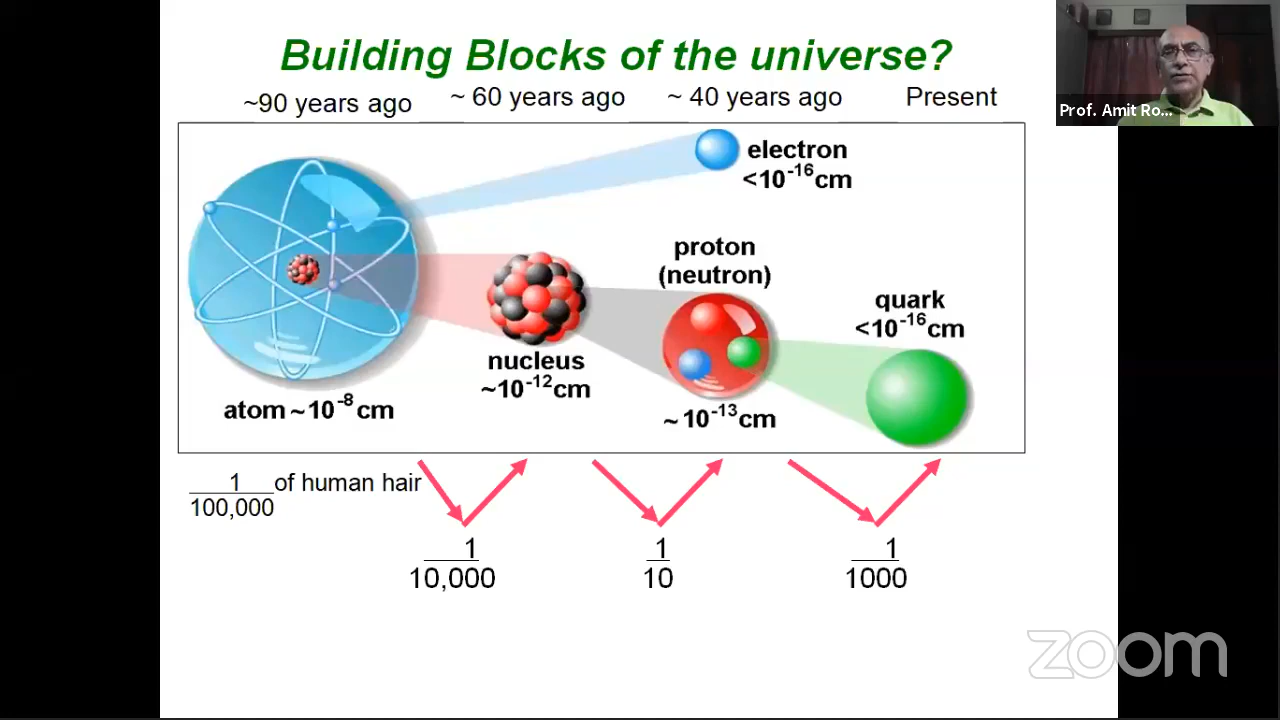 Building Blocks of the universe?
~90 years ago
~ 60 years ago
~ 40 years ago
Present
Prof. Amit Ro...
electron
<10⁻¹⁶cm
proton
(neutron)
quark
<10⁻¹⁶cm
nucleus
~10⁻¹²cm
atom ~10⁻⁸ cm
~ 10⁻¹³cm
1
100,000
of human hair
1
10,000
1
10
1
1000
zoom